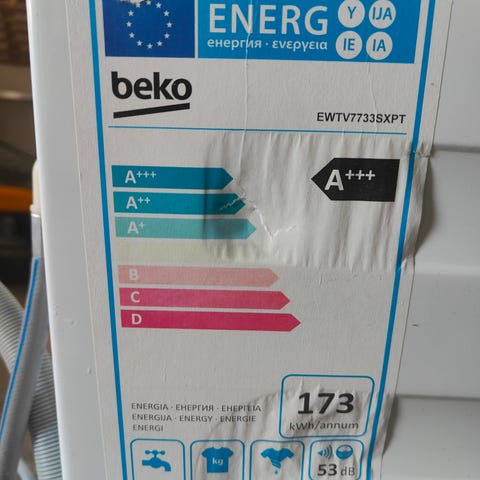 ENERG
Y IJA
IE IA
енергия · ενεργεια
beko
EWTV7733SXPT
A+++
A+++
A++
A+
B
C
D
ENERGIA · ЕНЕРГИЯ · ΕΝΕΡΓΕΙΑ
ENERGIJA · ENERGY · ENERGIE
ENERGI
173
kWh/annum
kg
53 dB